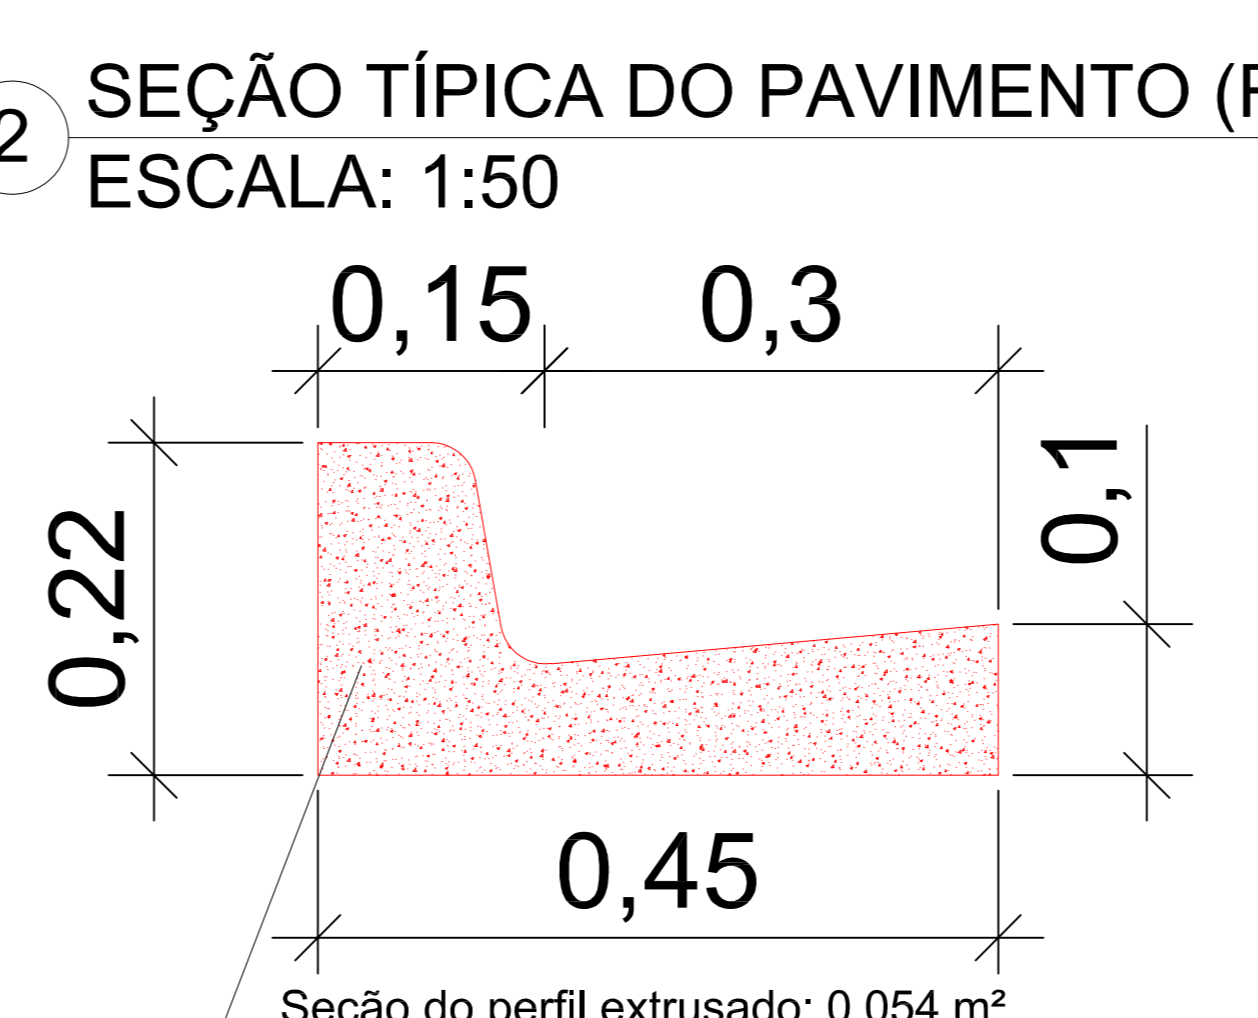 2
SEÇÃO TÍPICA DO PAVIMENTO (
ESCALA: 1:50
0,15
0,3
0,22
0,1
0,45
Seção do perfil extrusado: 0,054 m²